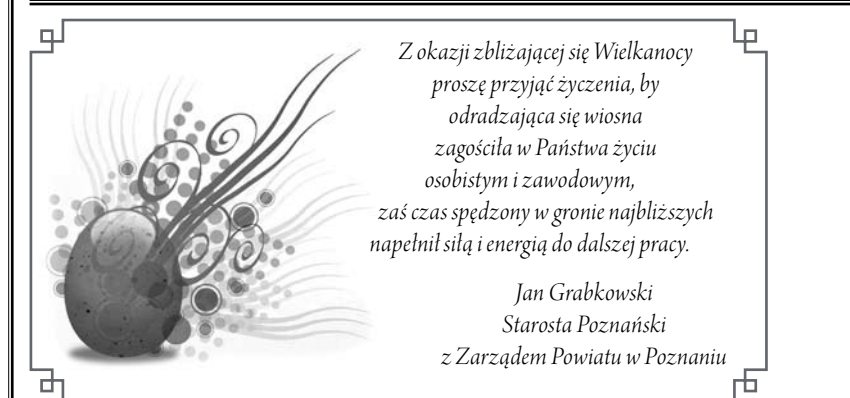 Z okazji zbliżającej się Wielkanocy
proszę przyjąć życzenia, by
odradzająca się wiosna
zagościła w Państwa życiu
osobistym i zawodowym,
zaś czas spędzony w gronie najbliższych
napełnił siłą i energią do dalszej pracy.
Jan Grabkowski
Starosta Poznański
z Zarządem Powiatu w Poznaniu